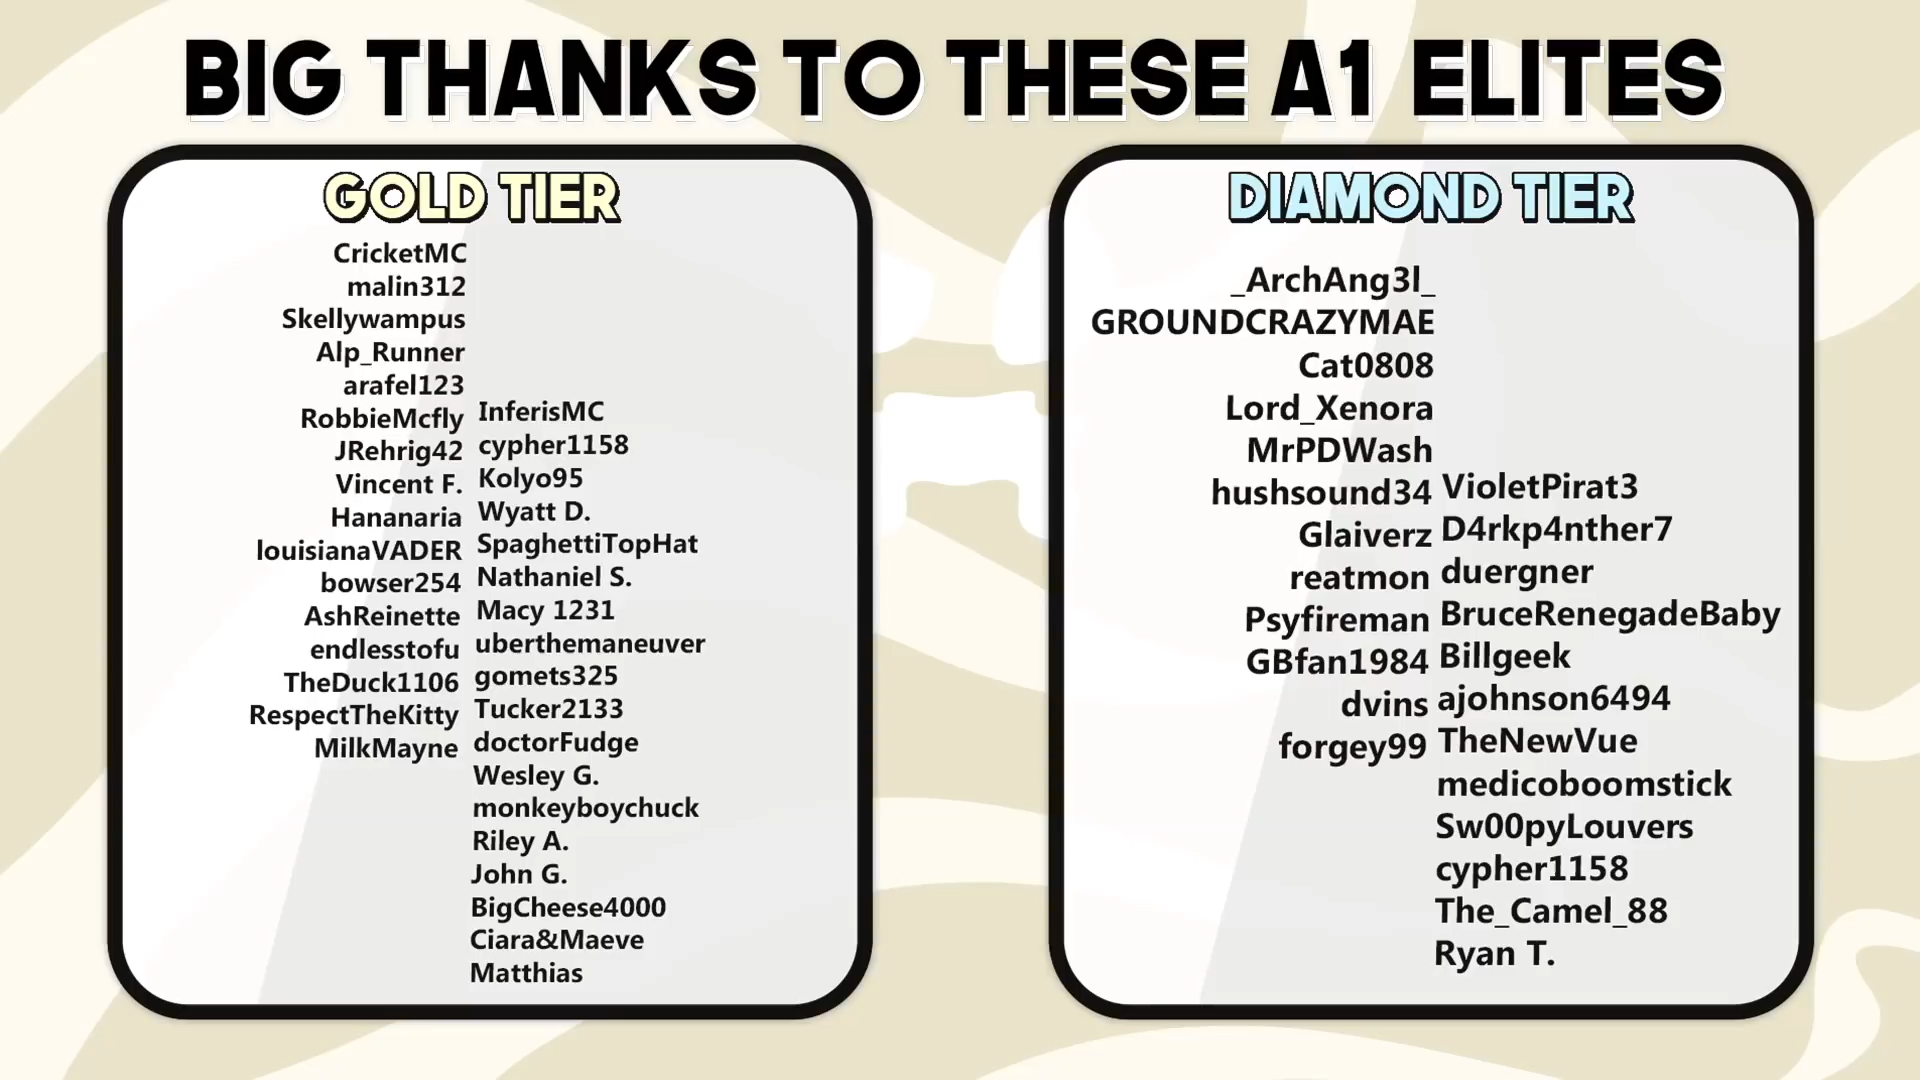 BIG THANKS TO THESE A1 ELITES
GOLD TIER
CricketMC
malin312
Skellywampus
Alp_Runner
arafel123
RobbieMcfly
JRehrig42
Vincent F.
Hananaria
louisianaVADER
bowser254
AshReinette
endlesstofu
TheDuck1106
RespectTheKitty
MilkMayne
InferisMC
cypher1158
Kolyo95
Wyatt D.
SpaghettiTopHat
Nathaniel S.
Macy 1231
uberthemaneuver
gomets325
Tucker2133
doctorFudge
Wesley G.
monkeyboychuck
Riley A.
John G.
BigCheese4000
Ciara&Maeve
Matthias
DIAMOND TIER
_ArchAng3l_
GROUNDCRAZYMAE
Cat0808
Lord_Xenora
MrPDWash
hushsound34
Glaiverz
reatmon
Psyfireman
GBfan1984
dvins
forgey99
VioletPirat3
D4rkp4nther7
duergner
BruceRenegadeBaby
Billgeek
ajohnson6494
TheNewVue
medicoboomstick
Sw00pyLouvers
cypher1158
The_Camel_88
Ryan T.